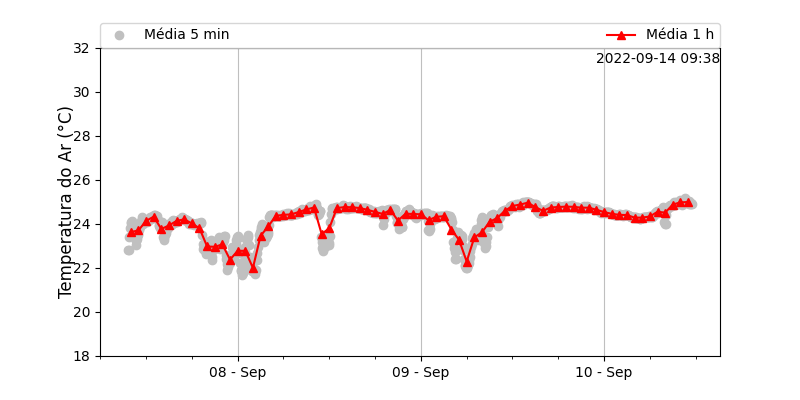 Média 5 min
Média 1 h
2022-09-14 09:38
Temperatura do Ar (°C)
32
30
28
26
24
22
20
18
08 - Sep
09 - Sep
10 - Sep